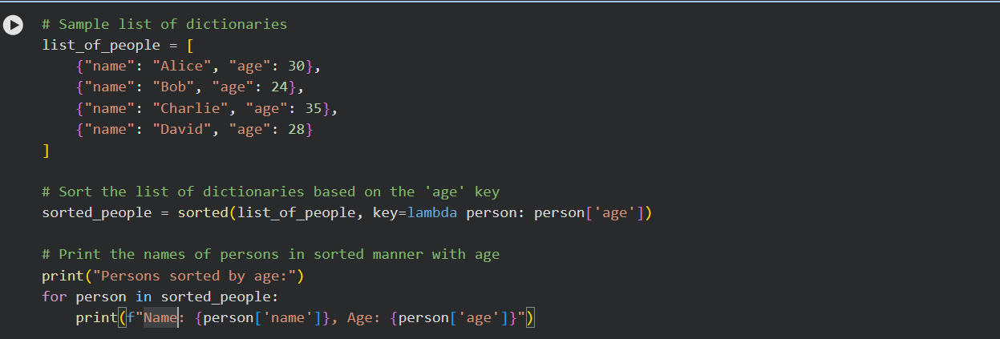 # Sample list of dictionaries
list_of_people = [
    {"name": "Alice", "age": 30},
    {"name": "Bob", "age": 24},
    {"name": "Charlie", "age": 35},
    {"name": "David", "age": 28}
]
# Sort the list of dictionaries based on the 'age' key
sorted_people = sorted(list_of_people, key=lambda person: person['age'])
# Print the names of persons in sorted manner with age
print("Persons sorted by age:")
for person in sorted_people:
    print(f"Name: {person['name']}, Age: {person['age']}")